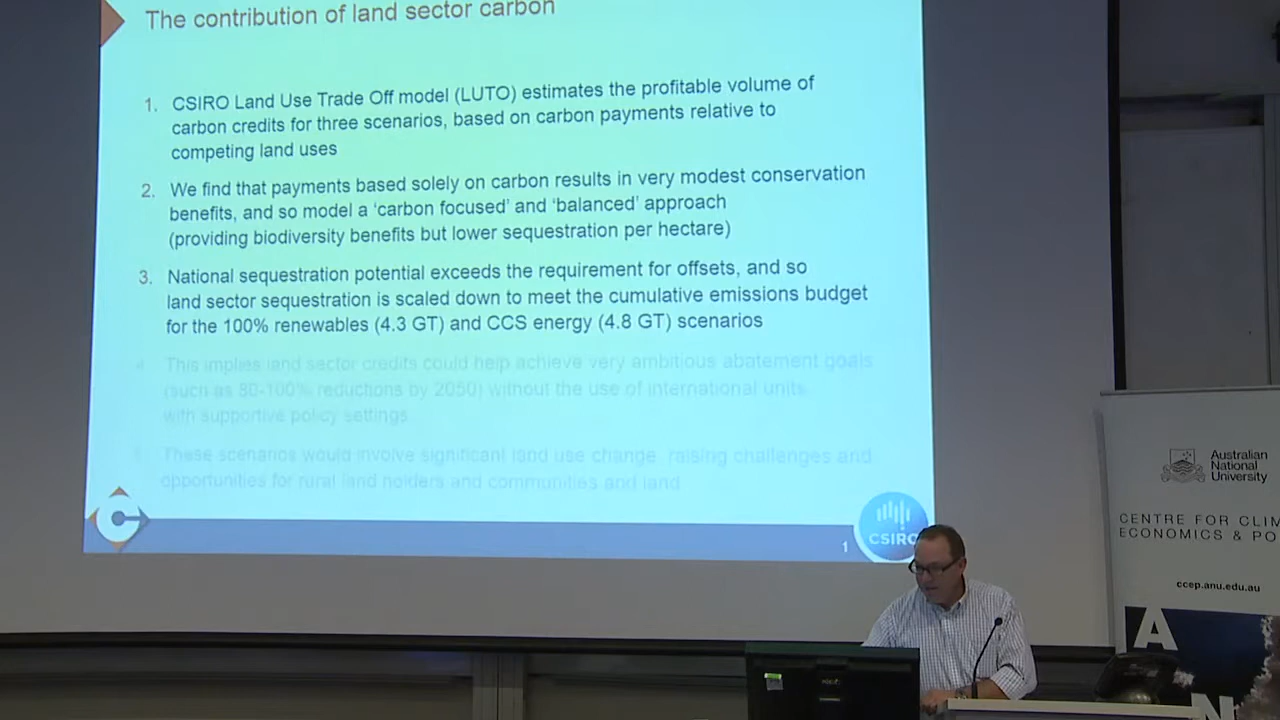 The contribution of land sector carbon
1. CSIRO Land Use Trade Off model (LUTO) estimates the profitable volume of
carbon credits for three scenarios, based on carbon payments relative to
competing land uses
2. We find that payments based solely on carbon results in very modest conservation
benefits, and so model a ‘carbon focused’ and ‘balanced’ approach
(providing biodiversity benefits but lower sequestration per hectare)
3. National sequestration potential exceeds the requirement for offsets, and so
land sector sequestration is scaled down to meet the cumulative emissions budget
for the 100% renewables (4.3 GT) and CCS energy (4.8 GT) scenarios
This implies land sector credits could help achieve very ambitious abatement goals
(such as 80-100% reductions by 2050) without the use of international units
with supportive policy settings
These scenarios would involve significant land use change, raising challenges and
opportunities for rural land holders and communities and land
1
CSIRO
Australian
National
University
CENTRE FOR CLIM
ECONOMICS & PO
ccep.anu.edu.au
A
N